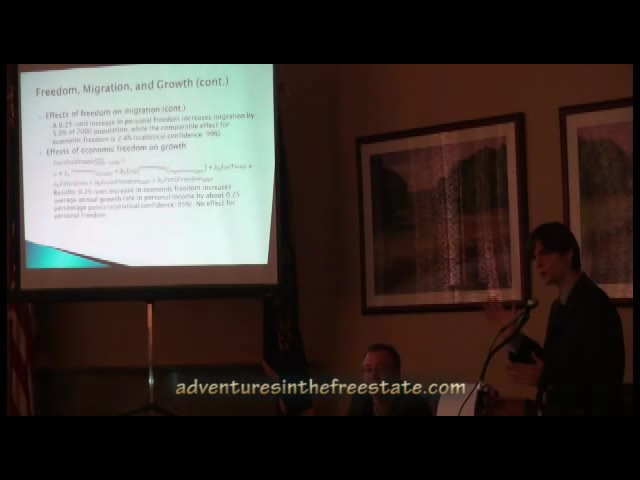 Freedom, Migration, and Growth (cont.)
Effects of freedom on migration (cont.)
A 0.25-unit increase in personal freedom increases migration by
5.0% of 2000 population, while the comparable effect for
economic freedom is 2.4% (statistical confidence: 99%)
Effects of economic freedom on growth
Results: 0.25-unit increase in economic freedom increases
average annual growth rate in personal income by about 0.25
percentage points (statistical confidence: 95%). No effect for
personal freedom.
adventuresinthefreestate.com